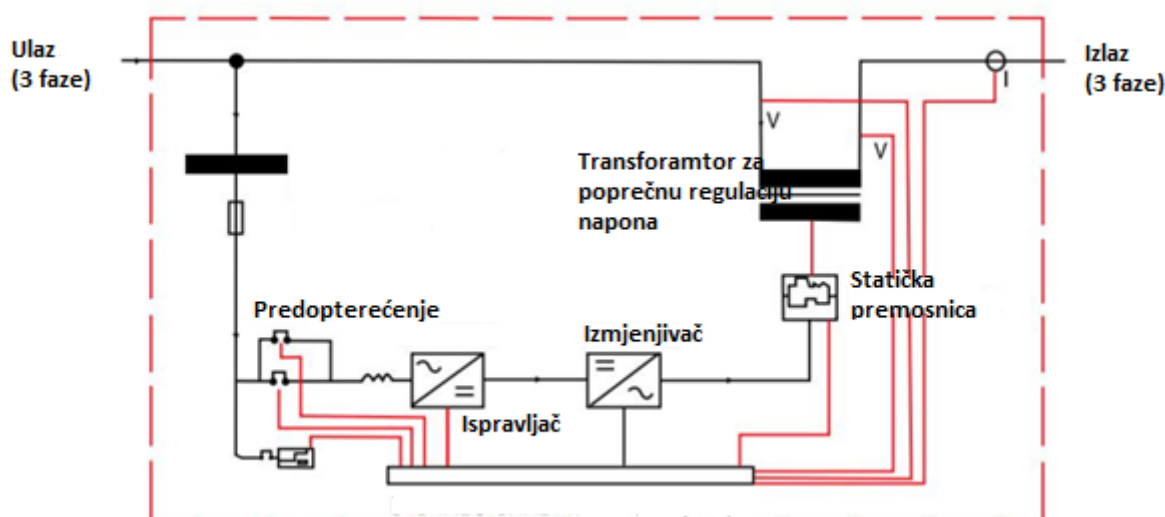 Ulaz
(3 faze)
Izlaz
(3 faze)
I
V
V
Transforamtor za
poprečnu regulaciju
napona
Statička
premosnica
Predopterećenje
Izmjenjivač
Ispravljač